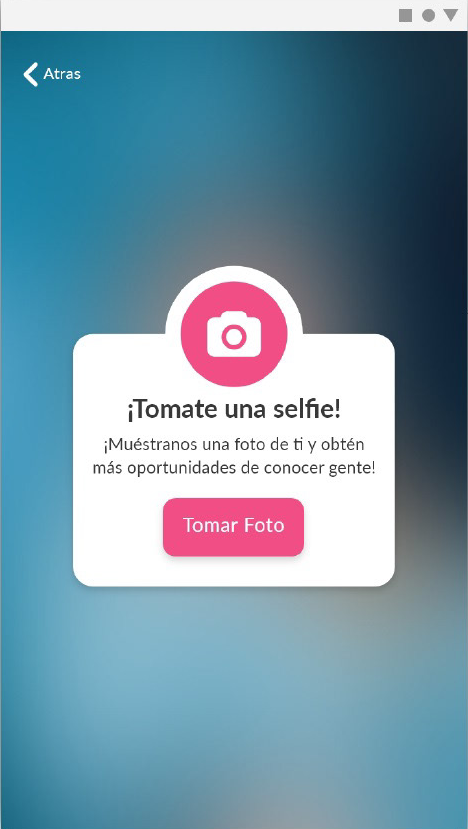 Atras
¡Tomate una selfie!
¡Muéstranos una foto de ti y obtén
más oportunidades de conocer gente!
Tomar Foto